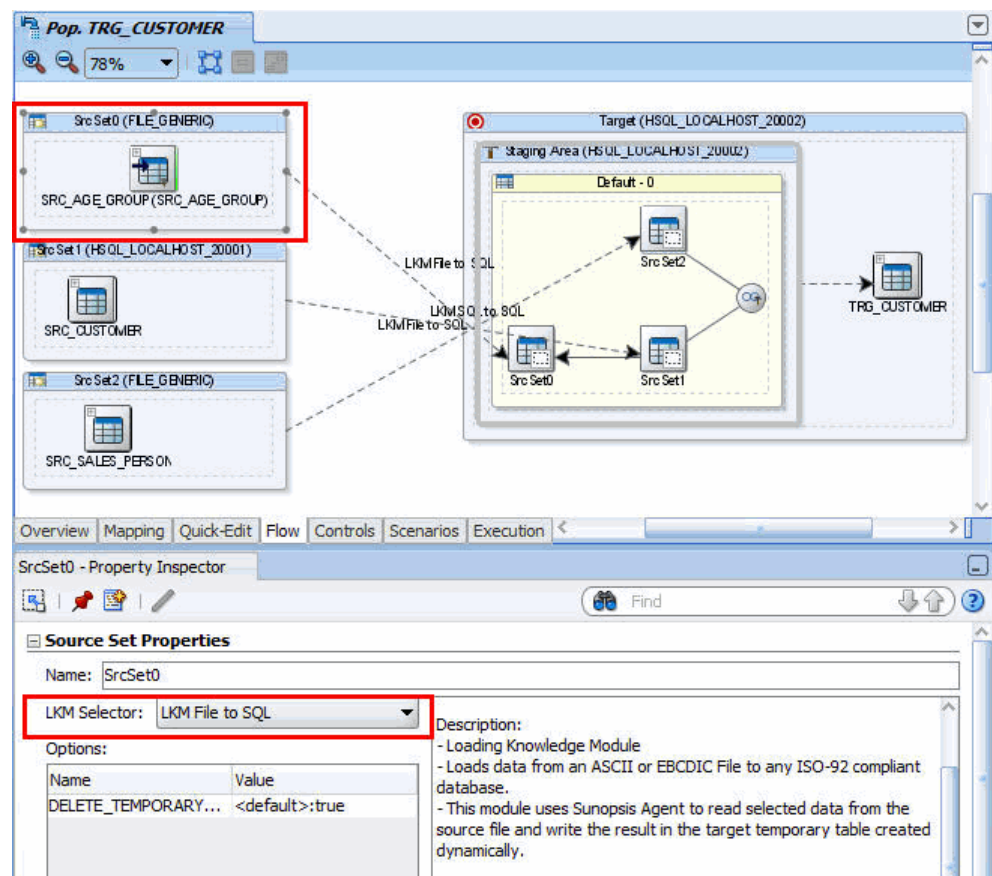 Pop. TRG_CUSTOMER
78%
SrcSet0 (FILE_GENERIC)
SRC_AGE_GROUP (SRC_AGE_GROUP)
SrcSet1 (HSQL_LOCALHOST_20001)
SRC_CUSTOMER
SrcSet2 (FILE_GENERIC)
SRC_SALES_PERSON
LKM File to SQL
LKM SQL to SQL
LKM File to SQL
Target (HSQL_LOCALHOST_20002)
Staging Area (HSQL_LOCALHOST_20002)
Default - 0
SrcSet2
SrcSet0
SrcSet1
TRG_CUSTOMER
Overview Mapping Quick-Edit Flow Controls Scenarios Execution
SrcSet0 - Property Inspector
Find
Source Set Properties
Name: SrcSet0
LKM Selector: LKM File to SQL
Options:
Name Value
DELETE_TEMPORARY... <default>:true
Description:
- Loading Knowledge Module
- Loads data from an ASCII or EBCDIC File to any ISO-92 compliant
database.
- This module uses Sunopsis Agent to read selected data from the
source file and write the result in the target temporary table created
dynamically.